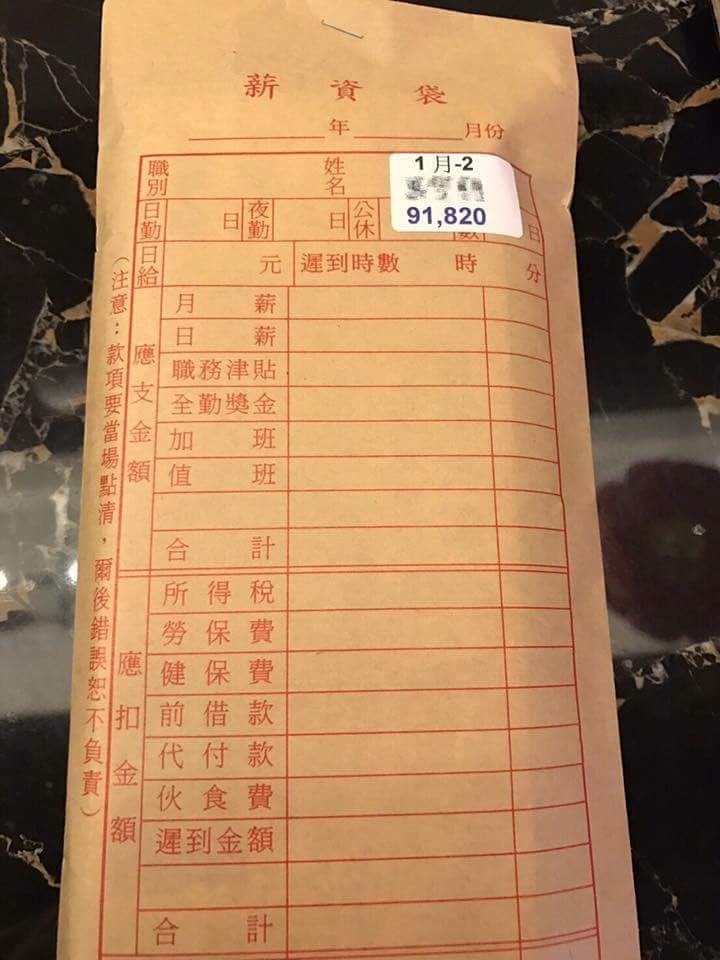 薪資袋
年 月份
職別 姓名
1月-2
91,820
日勤 日 夜勤 日 公休 數 日
日給 元 遲到時數 時 分
應支金額
月薪
日薪
職務津貼
全勤獎金
加班
值班
合計
應扣金額
所得稅
勞保費
健保費
前借款
代付款
伙食費
遲到金額
合計
(注意:款項要當場點清,爾後錯誤恕不負責)